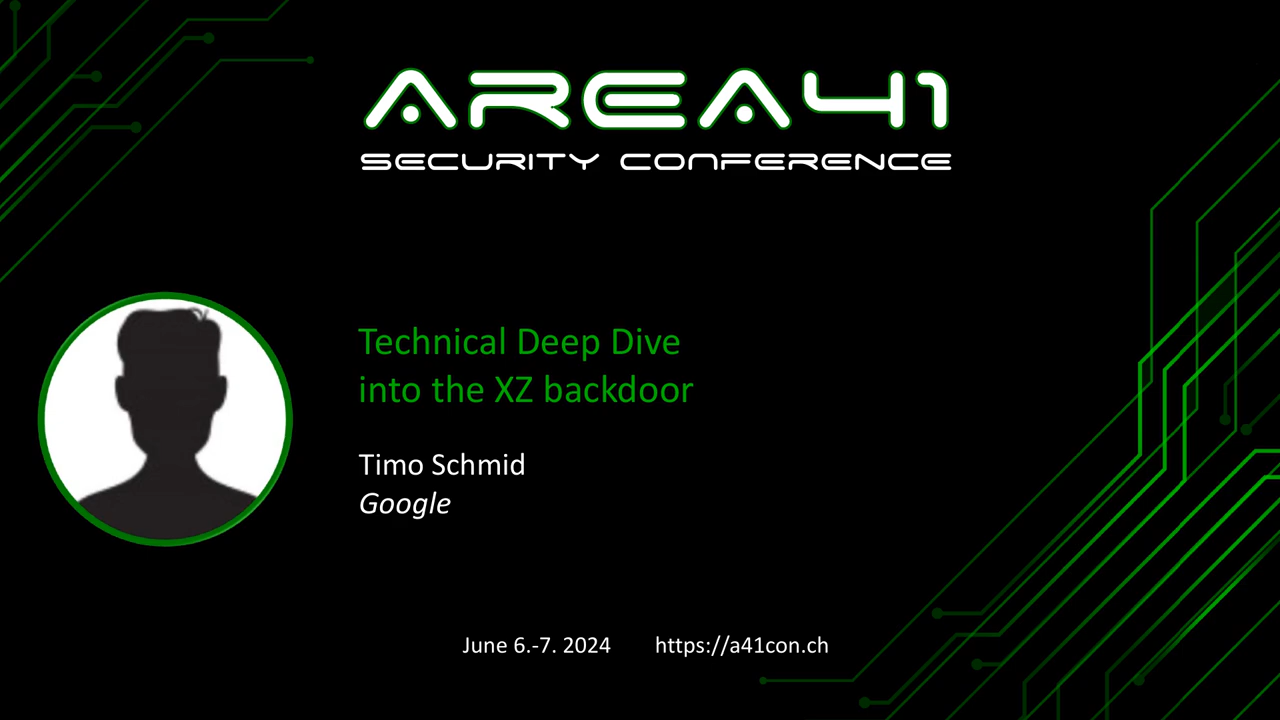 AREA41
SECURITY CONFERENCE
Technical Deep Dive
into the XZ backdoor
Timo Schmid
Google
June 6.-7. 2024 https://a41con.ch